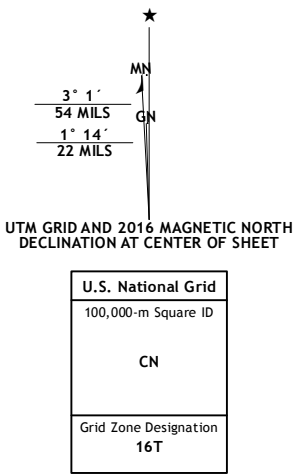 ★
MN
3° 1´
54 MILS
GN
1° 14´
22 MILS
UTM GRID AND 2016 MAGNETIC NORTH
DECLINATION AT CENTER OF SHEET
U.S. National Grid
100,000-m Square ID
CN
Grid Zone Designation
16T